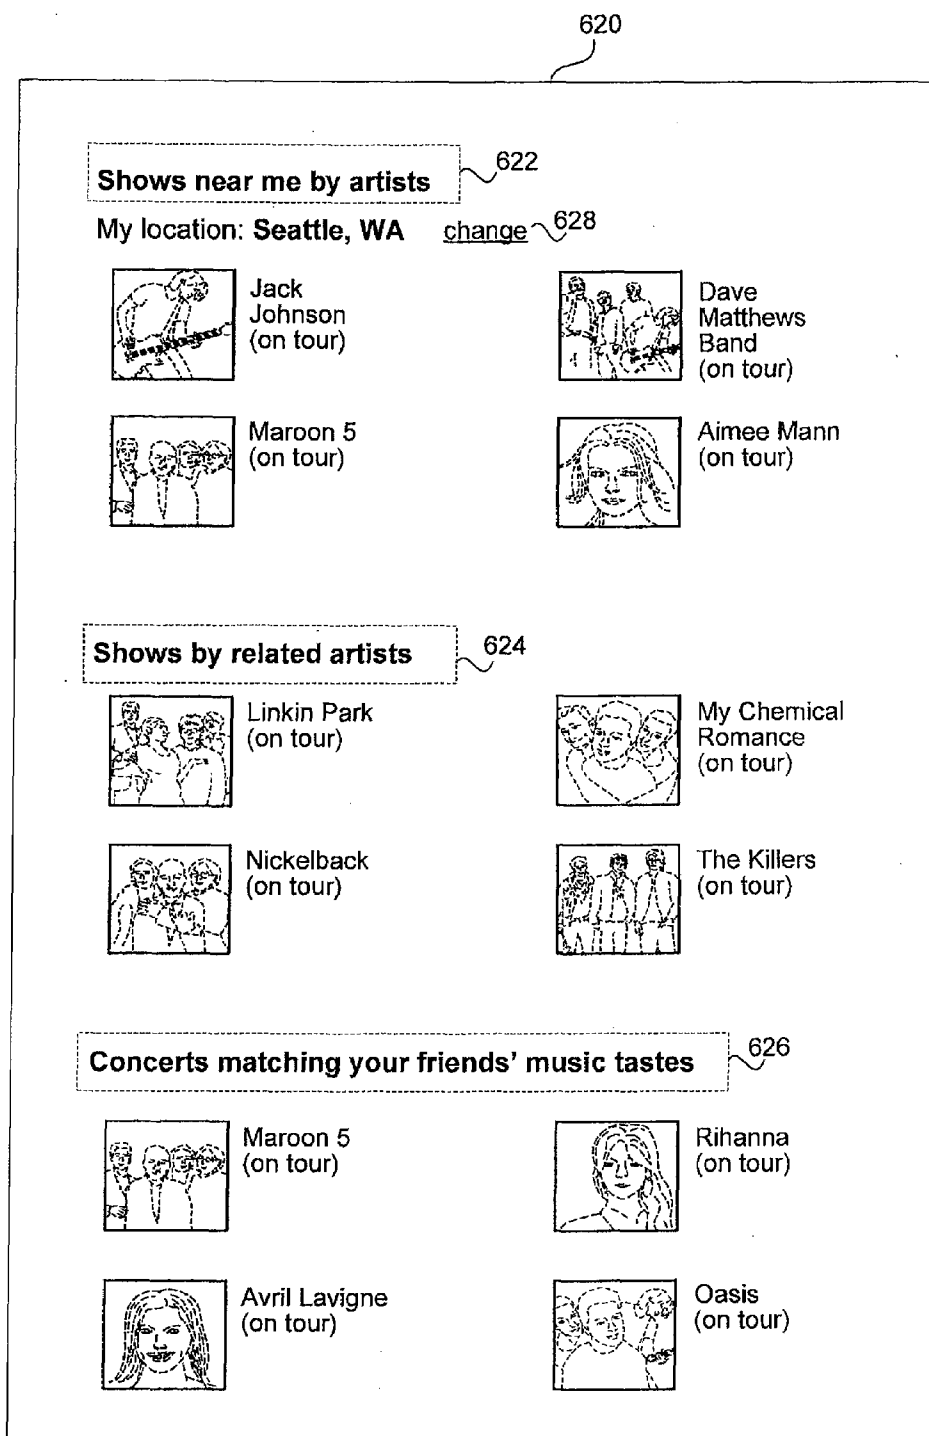 620
Shows near me by artists
622
My location: Seattle, WA change 628
Jack
Johnson
(on tour)
Dave
Matthews
Band
(on tour)
Maroon 5
(on tour)
Aimee Mann
(on tour)
Shows by related artists
624
Linkin Park
(on tour)
My Chemical
Romance
(on tour)
Nickelback
(on tour)
The Killers
(on tour)
Concerts matching your friends' music tastes
626
Maroon 5
(on tour)
Rihanna
(on tour)
Avril Lavigne
(on tour)
Oasis
(on tour)